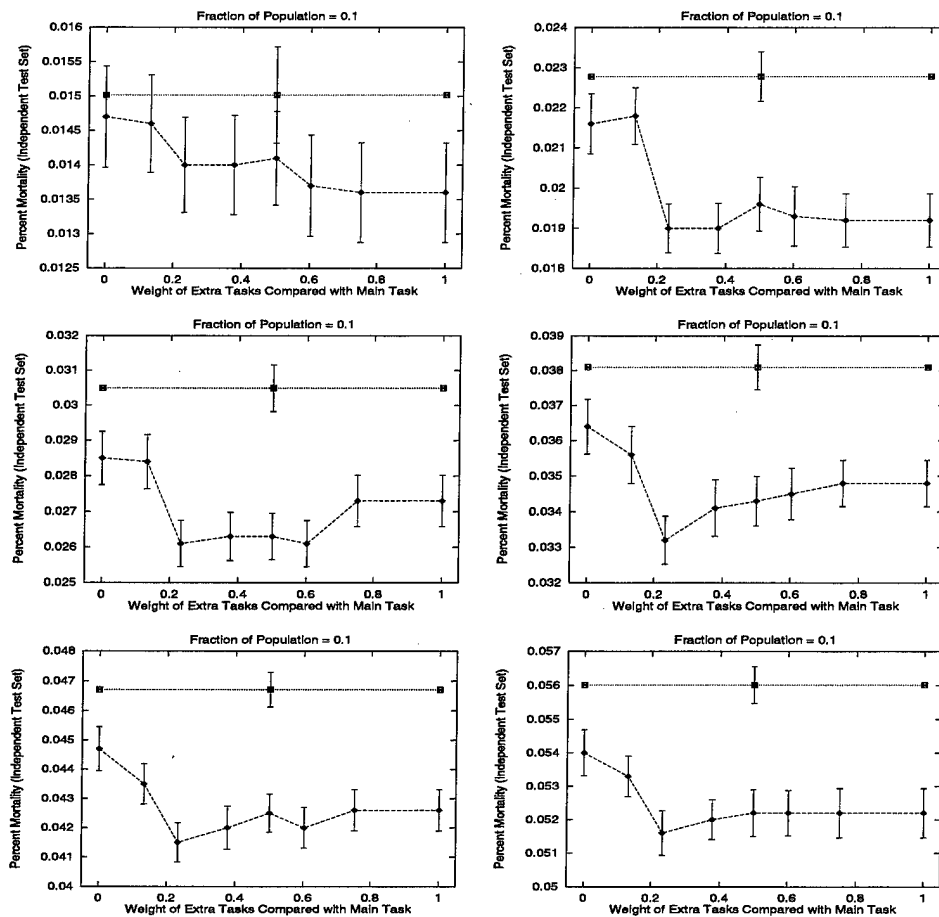 Fraction of Population = 0.1
Percent Mortality (Independent Test Set)
0.016
0.0155
0.015
0.0145
0.014
0.0135
0.013
0.0125
0 0.2 0.4 0.6 0.8 1
Weight of Extra Tasks Compared with Main Task
Fraction of Population = 0.1
Percent Mortality (Independent Test Set)
0.024
0.023
0.022
0.021
0.02
0.019
0.018
0 0.2 0.4 0.6 0.8 1
Weight of Extra Tasks Compared with Main Task
Fraction of Population = 0.1
Percent Mortality (Independent Test Set)
0.032
0.031
0.03
0.029
0.028
0.027
0.026
0.025
0 0.2 0.4 0.6 0.8 1
Weight of Extra Tasks Compared with Main Task
Fraction of Population = 0.1
Percent Mortality (Independent Test Set)
0.039
0.038
0.037
0.036
0.035
0.034
0.033
0.032
0 0.2 0.4 0.6 0.8 1
Weight of Extra Tasks Compared with Main Task
Fraction of Population = 0.1
Percent Mortality (Independent Test Set)
0.048
0.047
0.046
0.045
0.044
0.043
0.042
0.041
0.04
0 0.2 0.4 0.6 0.8 1
Weight of Extra Tasks Compared with Main Task
Fraction of Population = 0.1
Percent Mortality (Independent Test Set)
0.057
0.056
0.055
0.054
0.053
0.052
0.051
0.05
0 0.2 0.4 0.6 0.8 1
Weight of Extra Tasks Compared with Main Task